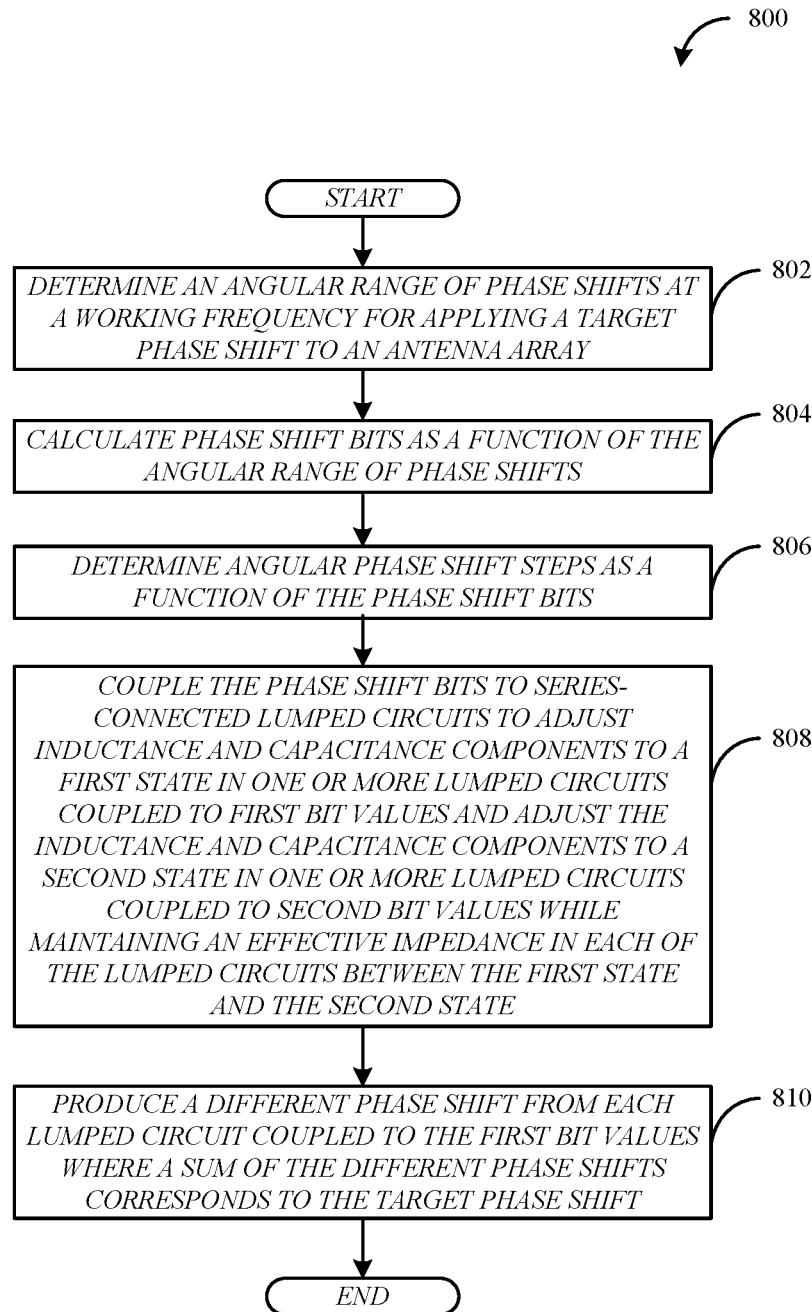 800
START
802
DETERMINE AN ANGULAR RANGE OF PHASE SHIFTS AT
A WORKING FREQUENCY FOR APPLYING A TARGET
PHASE SHIFT TO AN ANTENNA ARRAY
804
CALCULATE PHASE SHIFT BITS AS A FUNCTION OF THE
ANGULAR RANGE OF PHASE SHIFTS
806
DETERMINE ANGULAR PHASE SHIFT STEPS AS A
FUNCTION OF THE PHASE SHIFT BITS
COUPLE THE PHASE SHIFT BITS TO SERIES-
CONNECTED LUMPED CIRCUITS TO ADJUST
808
INDUCTANCE AND CAPACITANCE COMPONENTS TO A
FIRST STATE IN ONE OR MORE LUMPED CIRCUITS
COUPLED TO FIRST BIT VALUES AND ADJUST THE
INDUCTANCE AND CAPACITANCE COMPONENTS TO A
SECOND STATE IN ONE OR MORE LUMPED CIRCUITS
COUPLED TO SECOND BIT VALUES WHILE
MAINTAINING AN EFFECTIVE IMPEDANCE IN EACH OF
THE LUMPED CIRCUITS BETWEEN THE FIRST STATE
AND THE SECOND STATE
810
PRODUCE A DIFFERENT PHASE SHIFT FROM EACH
LUMPED CIRCUIT COUPLED TO THE FIRST BIT VALUES
WHERE A SUM OF THE DIFFERENT PHASE SHIFTS
CORRESPONDS TO THE TARGET PHASE SHIFT
END